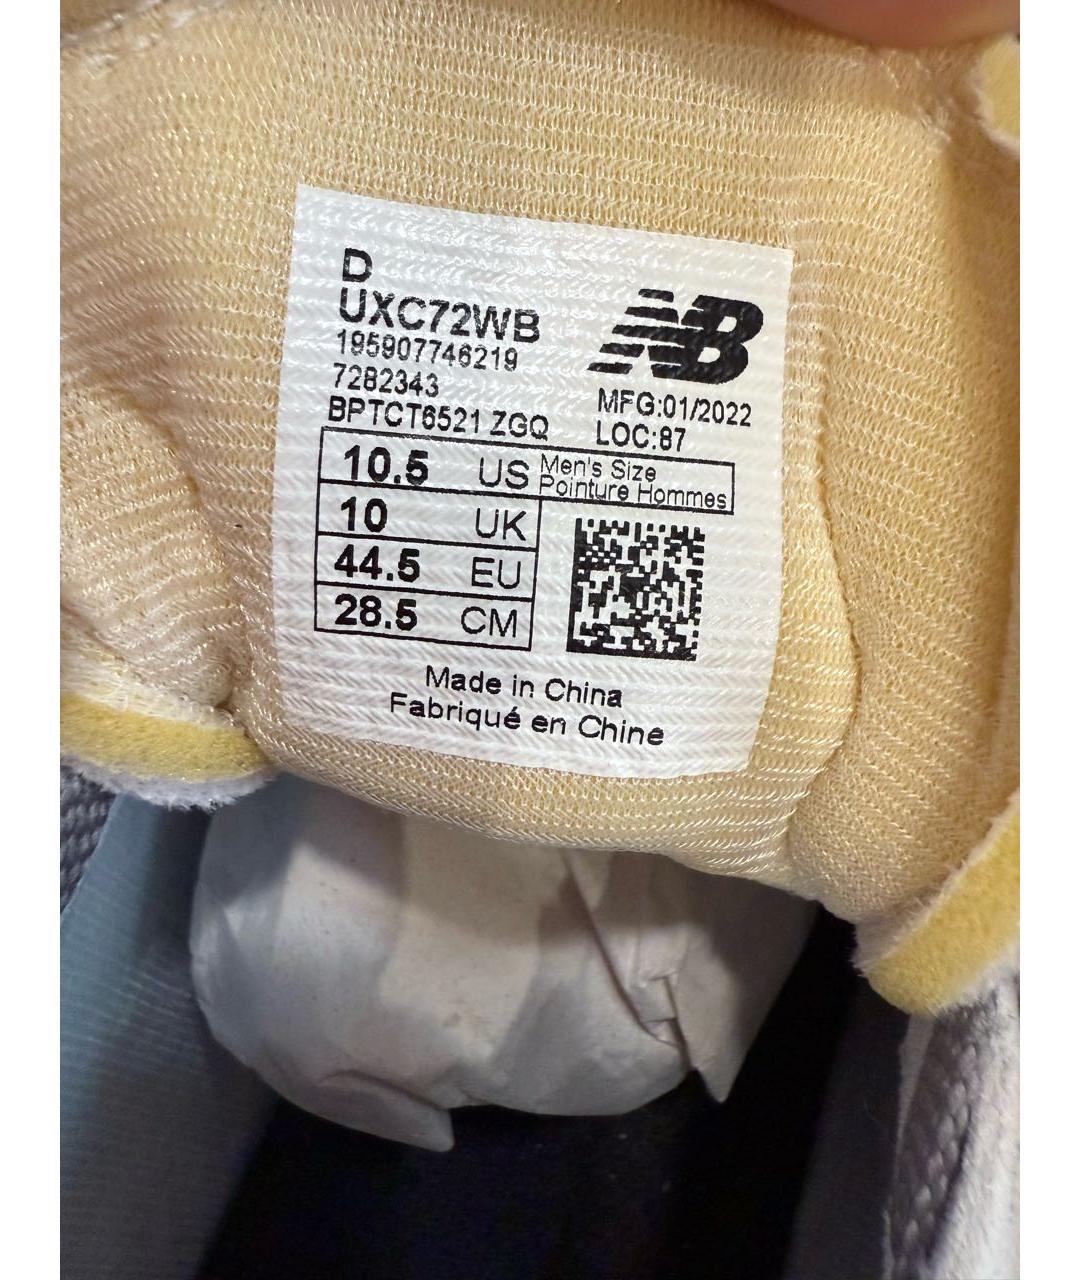 D
UXC72WB
195907746219
7282343
BPTCT6521 ZGQ
NB
MFG:01/2022
LOC:87
10.5 US Men's Size
Pointure Hommes
10 UK
44.5 EU
28.5 CM
Made in China
Fabriqué en Chine